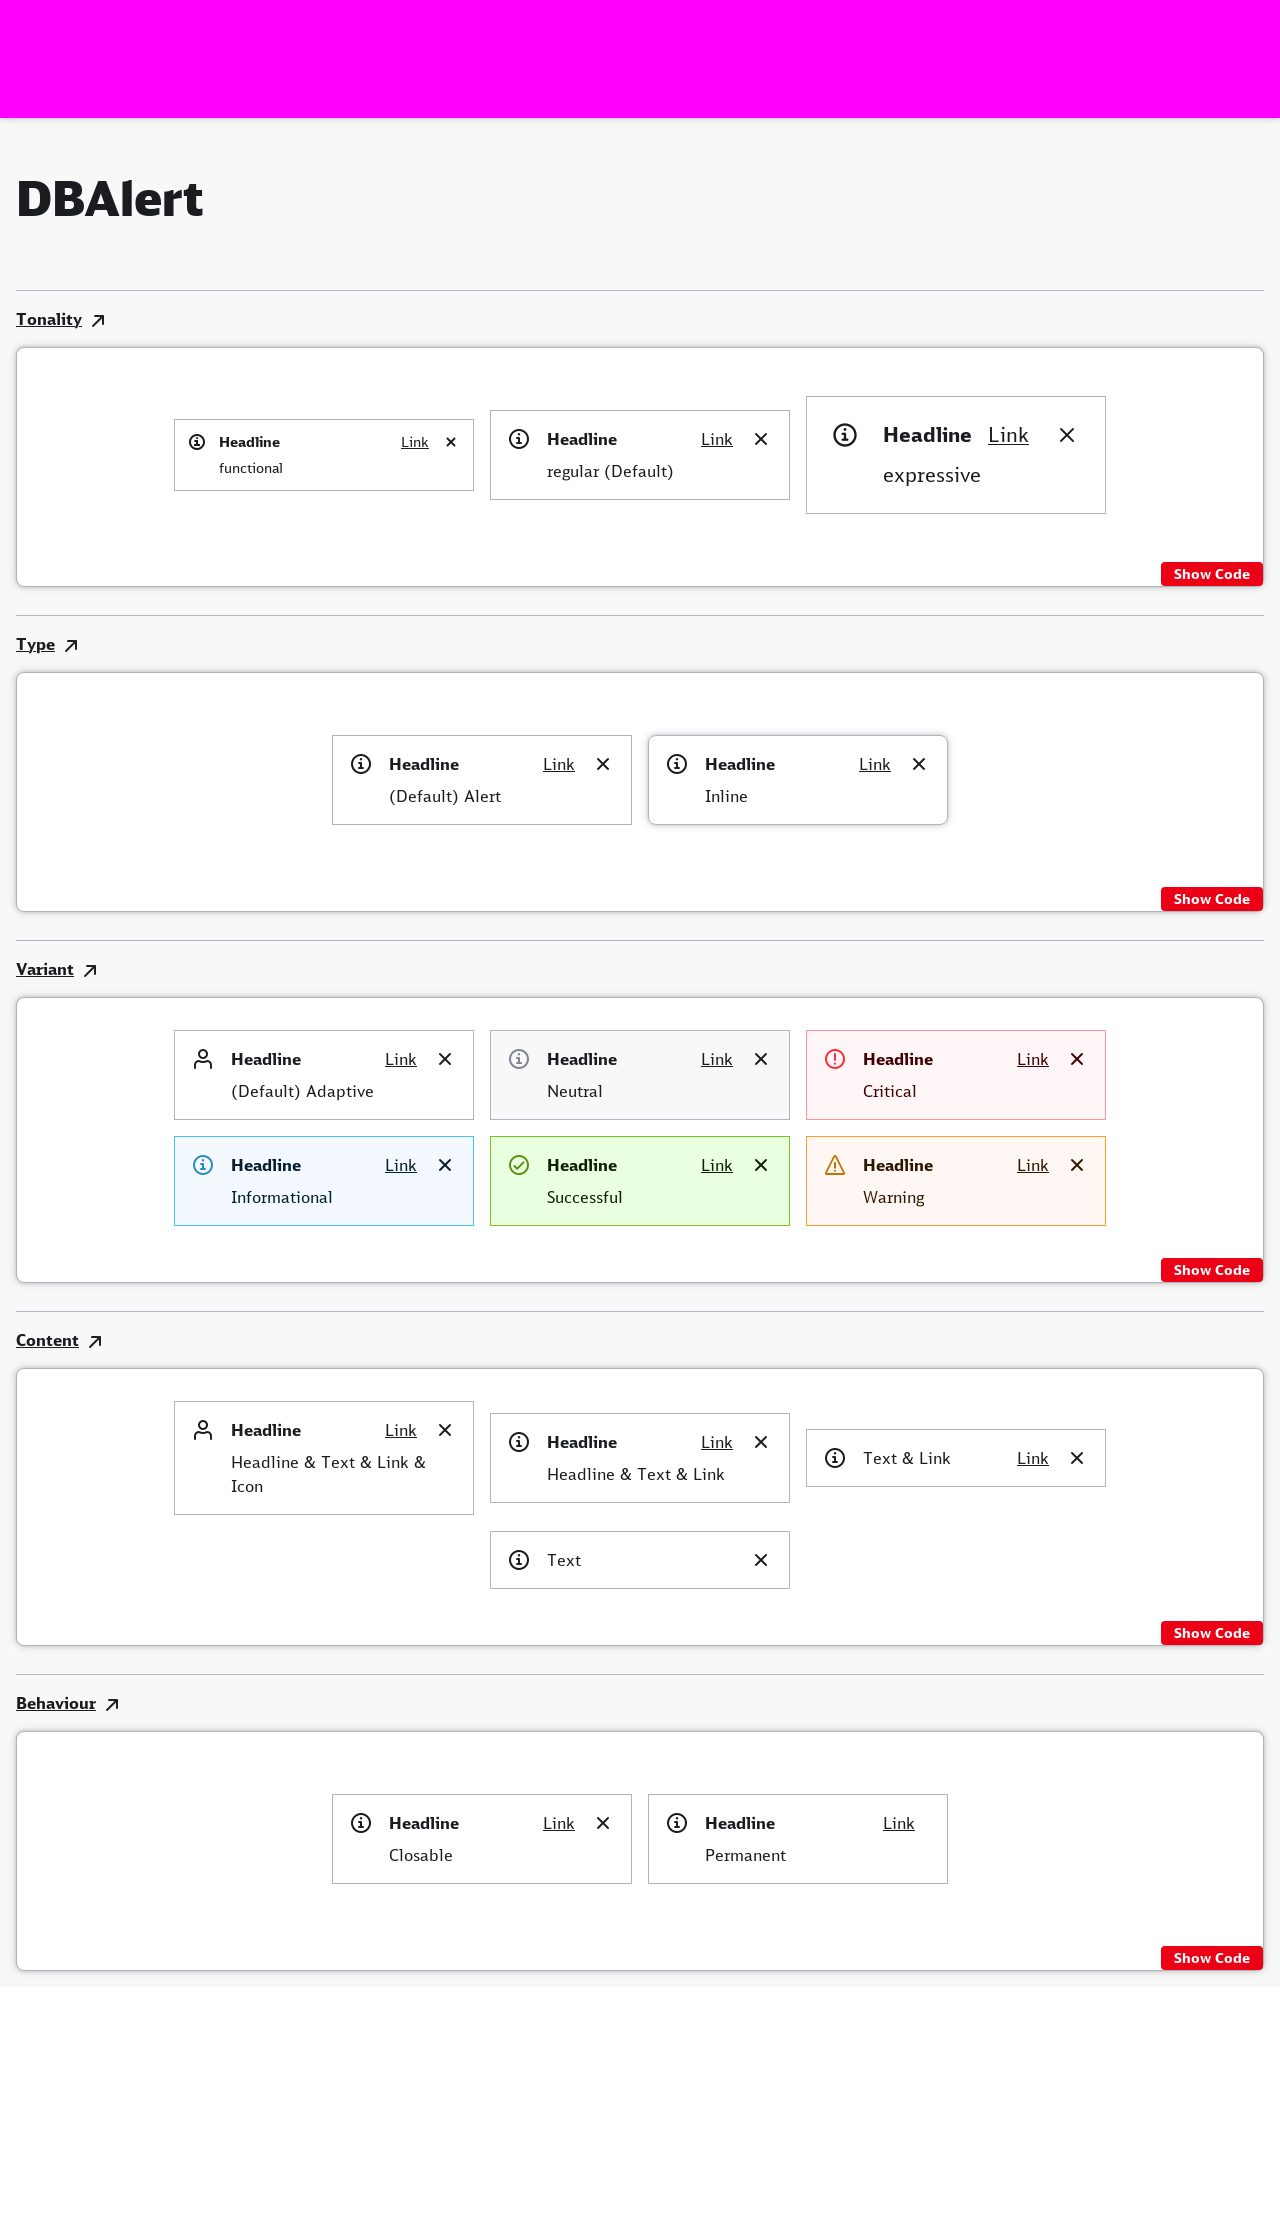 DBAlert
Tonality
Headline Link
functional
Headline Link
regular (Default)
Headline Link
expressive
Show Code
Type
Headline Link
(Default) Alert
Headline Link
Inline
Show Code
Variant
Headline Link
(Default) Adaptive
Headline Link
Neutral
Headline Link
Critical
Headline Link
Informational
Headline Link
Successful
Headline Link
Warning
Show Code
Content
Headline Link
Headline & Text & Link &
Icon
Headline Link
Headline & Text & Link
Text & Link Link
Text
Show Code
Behaviour
Headline Link
Closable
Headline Link
Permanent
Show Code